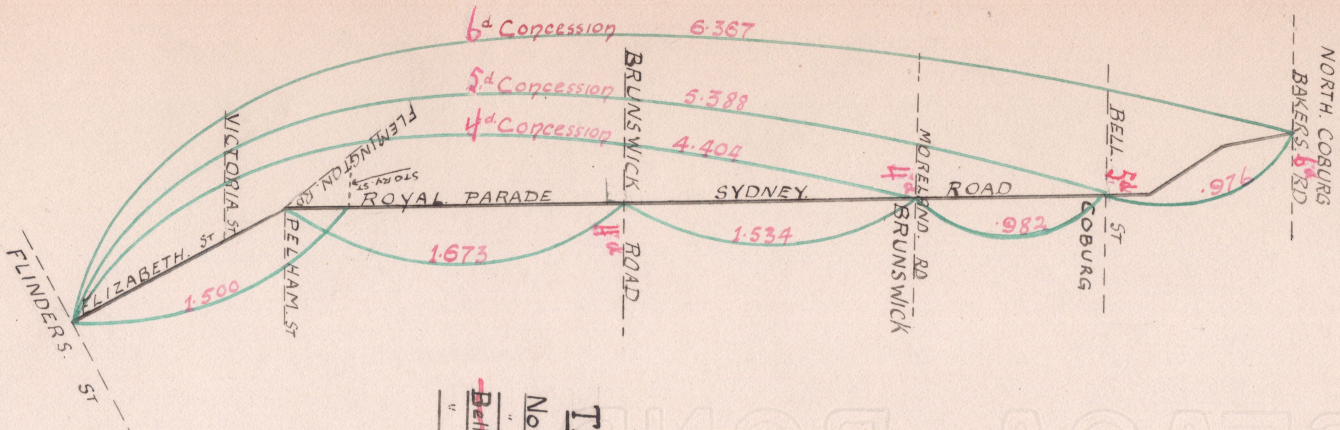 6d Concession 6.367
5d Concession 5.388
4d Concession 4.404
NORTH. COBURG
BAKERS RD
6d
BELL
ST
5d
COBURG
MORELAND RD
4d
BRUNSWICK
BRUNSWICK ROAD
4d
FLEMINGTON RD
STORY. ST
VICTORIA ST
ROYAL PARADE
SYDNEY.
ROAD
ELIZABETH. ST
PELHAM ST
FLINDERS. ST
1.500
1.673
1.534
.982
.976
No
"
Bell
"